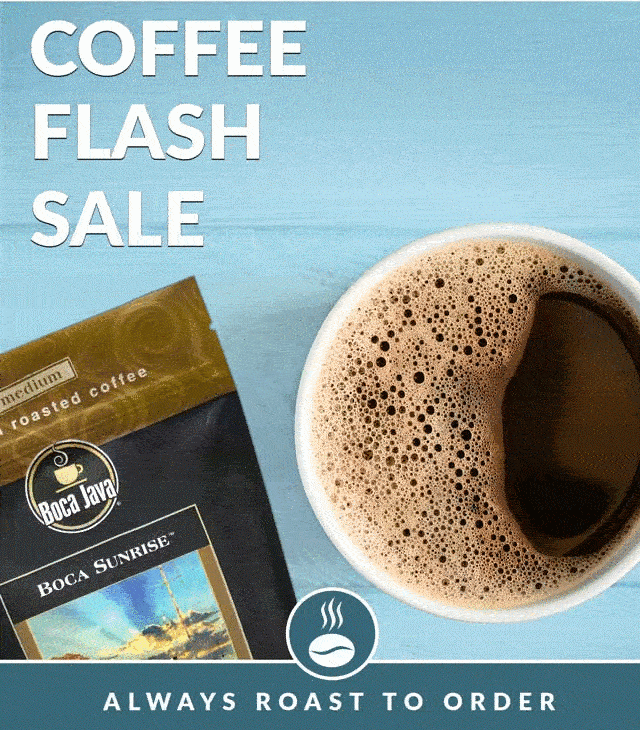 COFFEE
FLASH
SALE
medium
roasted coffee
Boca Java
BOCA SUNRISE™
ALWAYS ROAST TO ORDER